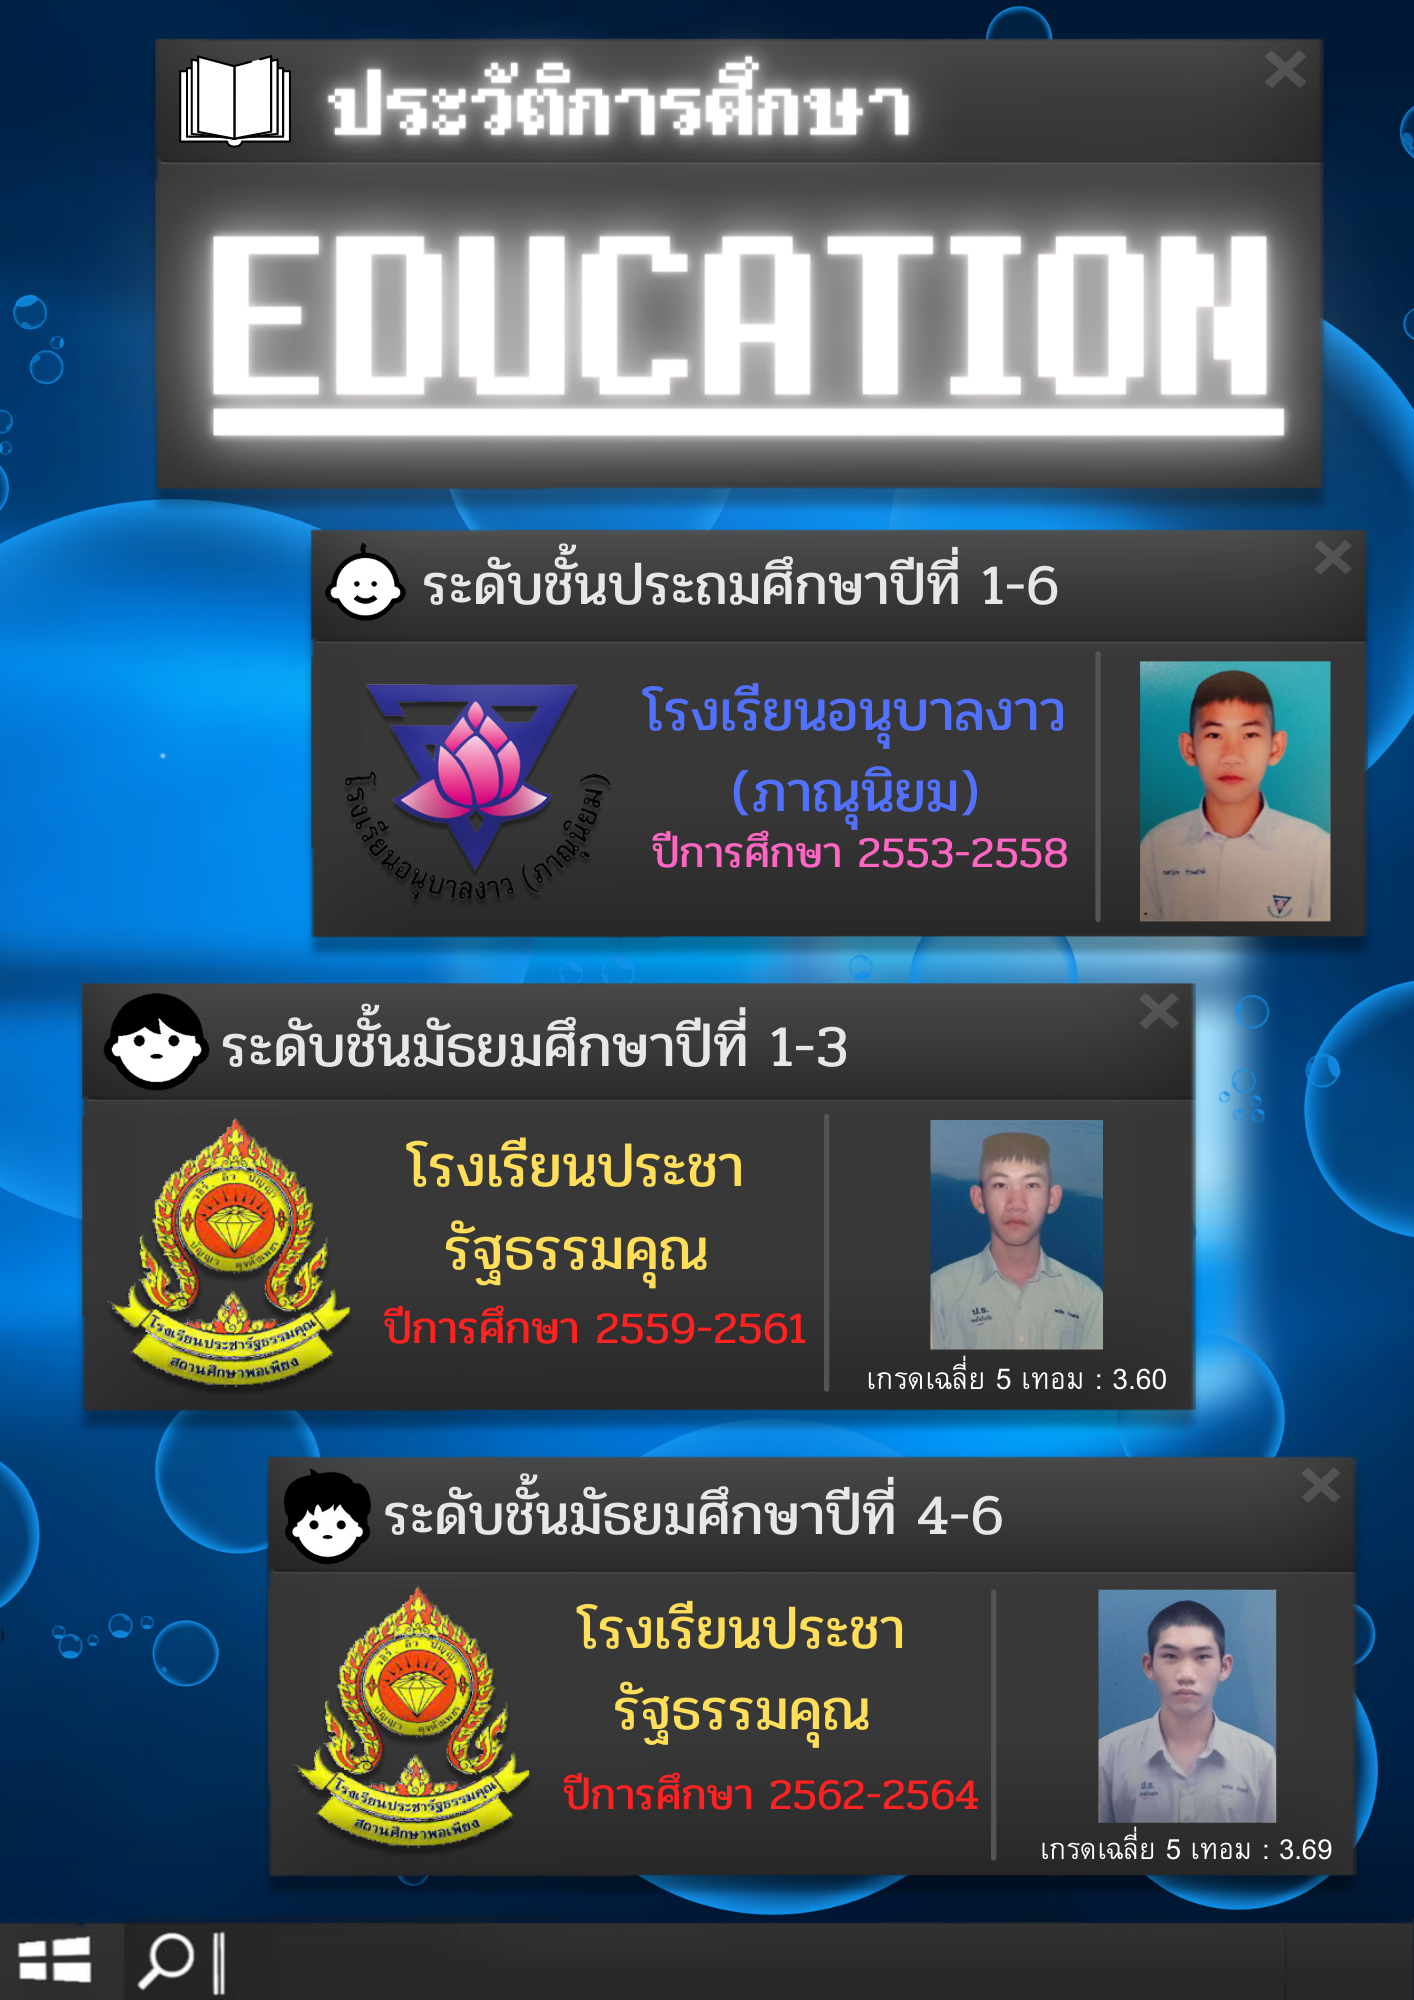 ประวัติการศึกษา
EDUCATION
ระดับชั้นประถมศึกษาปีที่ 1-6
โรงเรียนอนุบาลงาว
(ภาณุนิยม)
ปีการศึกษา 2553-2558
โรงเรียนอนุบาลงาว (ภาณุนิยม)
ระดับชั้นมัธยมศึกษาปีที่ 1-3
โรงเรียนประชา
รัฐธรรมคุณ
ปีการศึกษา 2559-2561
โรงเรียนประชารัฐธรรมคุณ
สถานศึกษาพอเพียง
ป.ธ.
เกรดเฉลี่ย 5 เทอม : 3.60
ระดับชั้นมัธยมศึกษาปีที่ 4-6
โรงเรียนประชา
รัฐธรรมคุณ
ปีการศึกษา 2562-2564
โรงเรียนประชารัฐธรรมคุณ
สถานศึกษาพอเพียง
ป.ธ.
เกรดเฉลี่ย 5 เทอม : 3.69